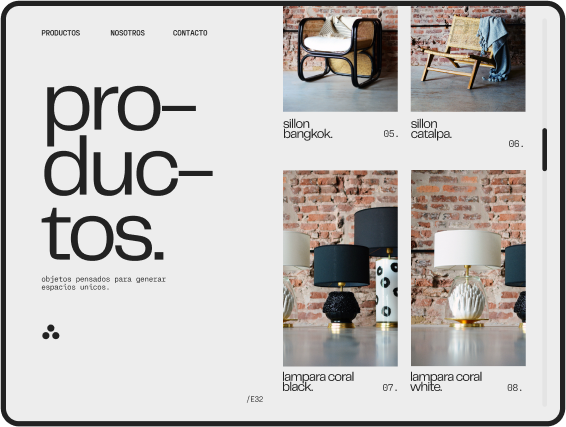 PRODUCTOS NOSOTROS CONTACTO
pro–
duc–
tos.
objetos pensados para generar
espacios unicos.
/E32
sillon
bangkok. 05.
sillon
catalpa. 06.
lampara coral
black. 07.
lampara coral
white. 08.